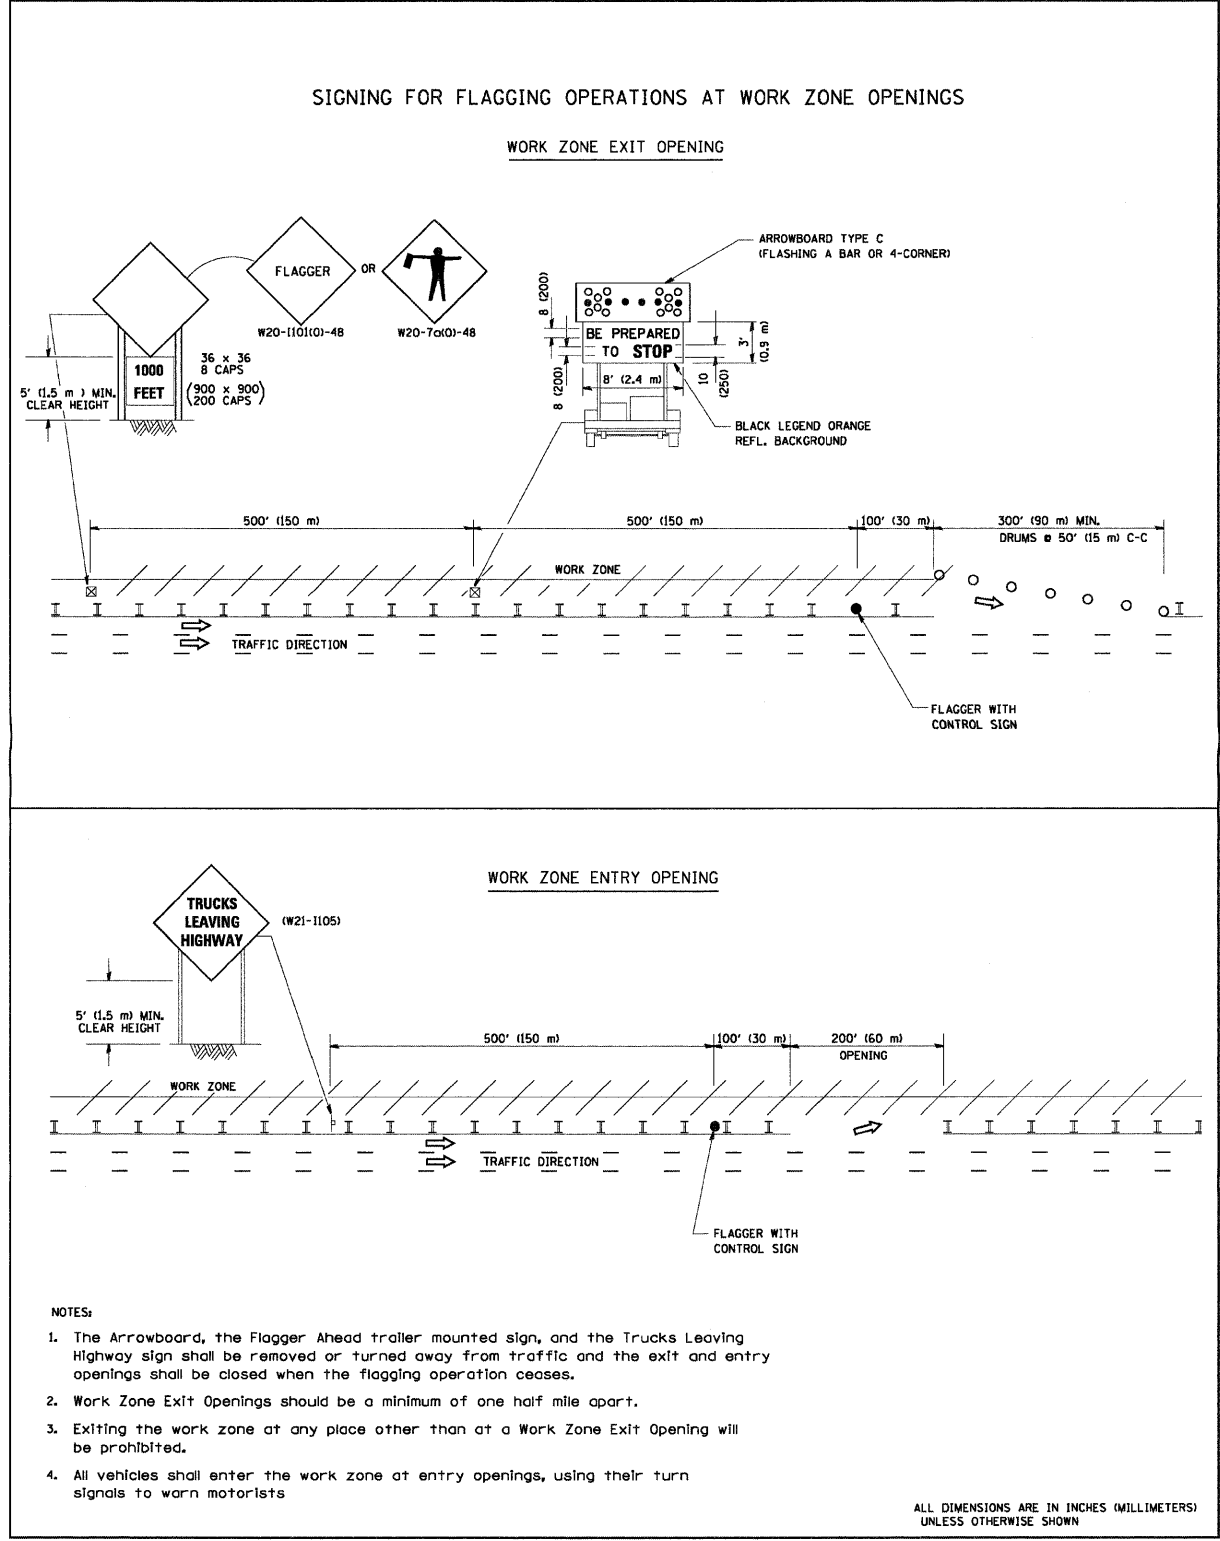 SIGNING FOR FLAGGING OPERATIONS AT WORK ZONE OPENINGS
WORK ZONE EXIT OPENING
FLAGGER
OR
W20-I101(O)-48
W20-7a(O)-48
1000
FEET
36 x 36
8 CAPS
(900 x 900)
(200 CAPS)
5' (1.5 m ) MIN.
CLEAR HEIGHT
ARROWBOARD TYPE C
(FLASHING A BAR OR 4-CORNER)
8 (200)
BE PREPARED
TO STOP
3'
(0.9 m)
8 (200)
8' (2.4 m)
10
(250)
BLACK LEGEND ORANGE
REFL. BACKGROUND
500' (150 m)
500' (150 m)
100' (30 m)
300' (90 m) MIN.
DRUMS @ 50' (15 m) C-C
WORK ZONE
TRAFFIC DIRECTION
FLAGGER WITH
CONTROL SIGN
WORK ZONE ENTRY OPENING
TRUCKS
LEAVING
HIGHWAY
(W21-I105)
5' (1.5 m) MIN.
CLEAR HEIGHT
500' (150 m)
100' (30 m)
200' (60 m)
OPENING
WORK ZONE
TRAFFIC DIRECTION
FLAGGER WITH
CONTROL SIGN
NOTES:
1. The Arrowboard, the Flagger Ahead trailer mounted sign, and the Trucks Leaving
Highway sign shall be removed or turned away from traffic and the exit and entry
openings shall be closed when the flagging operation ceases.
2. Work Zone Exit Openings should be a minimum of one half mile apart.
3. Exiting the work zone at any place other than at a Work Zone Exit Opening will
be prohibited.
4. All vehicles shall enter the work zone at entry openings, using their turn
signals to warn motorists
ALL DIMENSIONS ARE IN INCHES (MILLIMETERS)
UNLESS OTHERWISE SHOWN